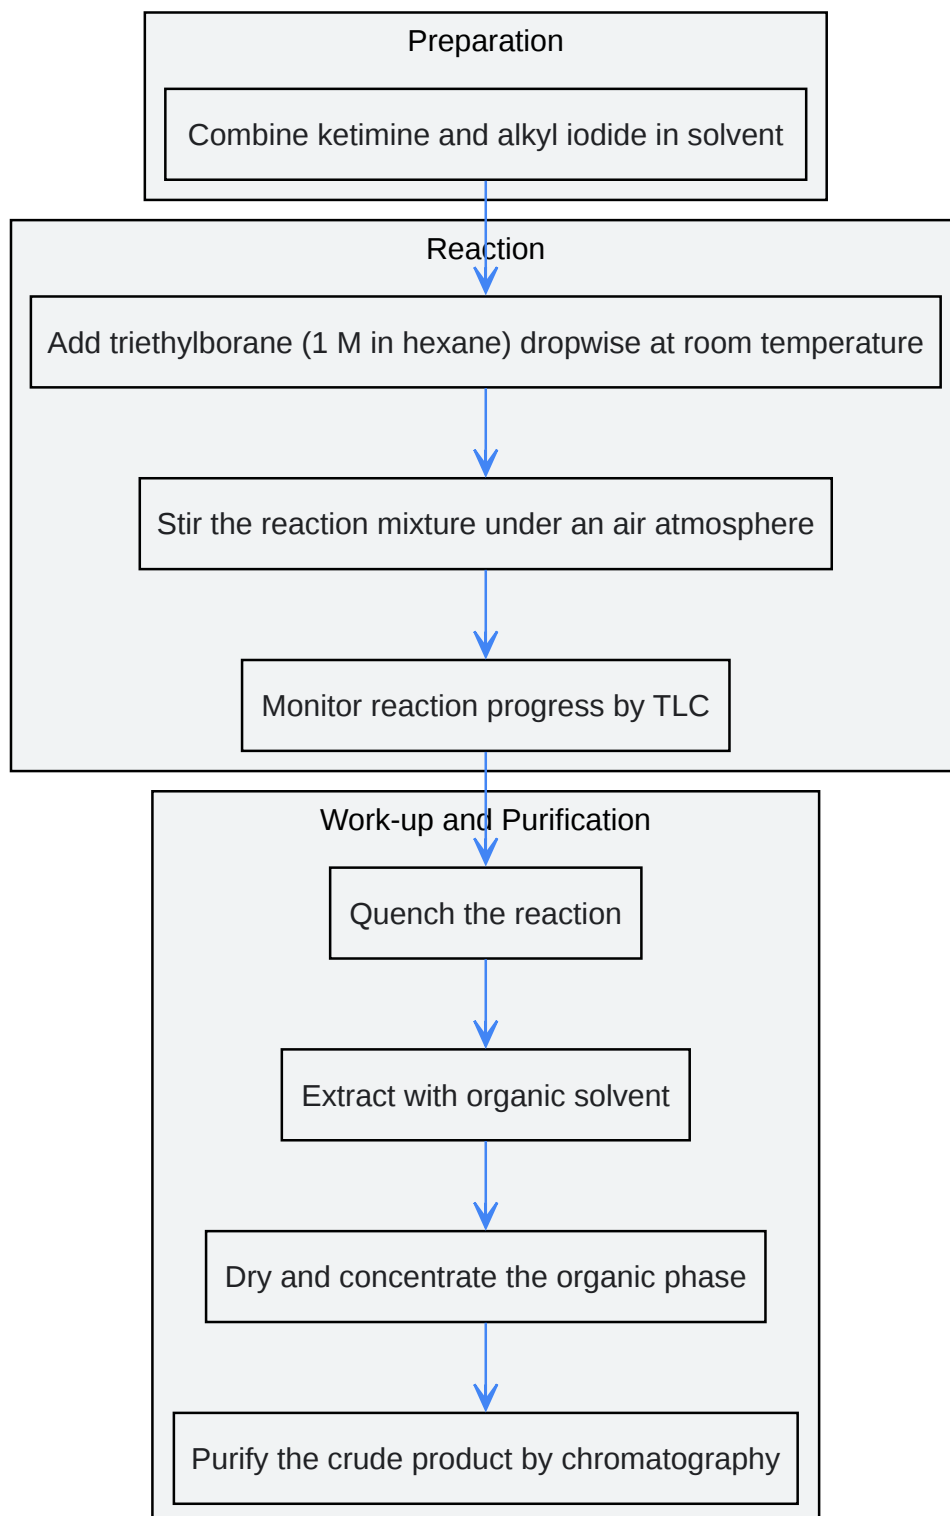 Preparation
Combine ketimine and alkyl iodide in solvent
Reaction
Add triethylborane (1 M in hexane) dropwise at room temperature
Stir the reaction mixture under an air atmosphere
Monitor reaction progress by TLC
Work-up and Purification
Quench the reaction
Extract with organic solvent
Dry and concentrate the organic phase
Purify the crude product by chromatography